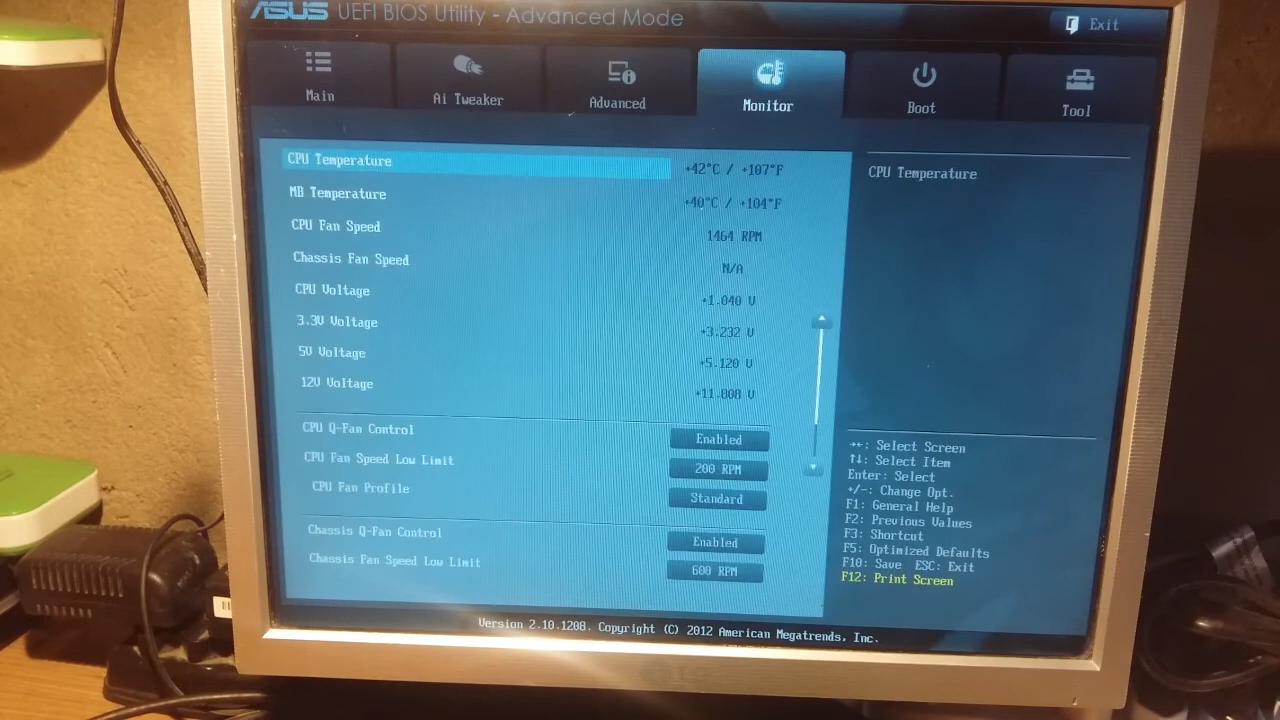 ASUS UEFI BIOS Utility - Advanced Mode
Exit
Main
Ai Tweaker
Advanced
Monitor
Boot
Tool
CPU Temperature +42°C / +107°F
MB Temperature +40°C / +104°F
CPU Fan Speed 1464 RPM
Chassis Fan Speed N/A
CPU Voltage +1.040 V
3.3V Voltage +3.232 V
5V Voltage +5.120 V
12V Voltage +11.808 V
CPU Q-Fan Control Enabled
CPU Fan Speed Low Limit 200 RPM
CPU Fan Profile Standard
Chassis Q-Fan Control Enabled
Chassis Fan Speed Low Limit 600 RPM
CPU Temperature
→←: Select Screen
↑↓: Select Item
Enter: Select
+/-: Change Opt.
F1: General Help
F2: Previous Values
F3: Shortcut
F5: Optimized Defaults
F10: Save ESC: Exit
F12: Print Screen
Version 2.10.1208. Copyright (C) 2012 American Megatrends, Inc.
LG